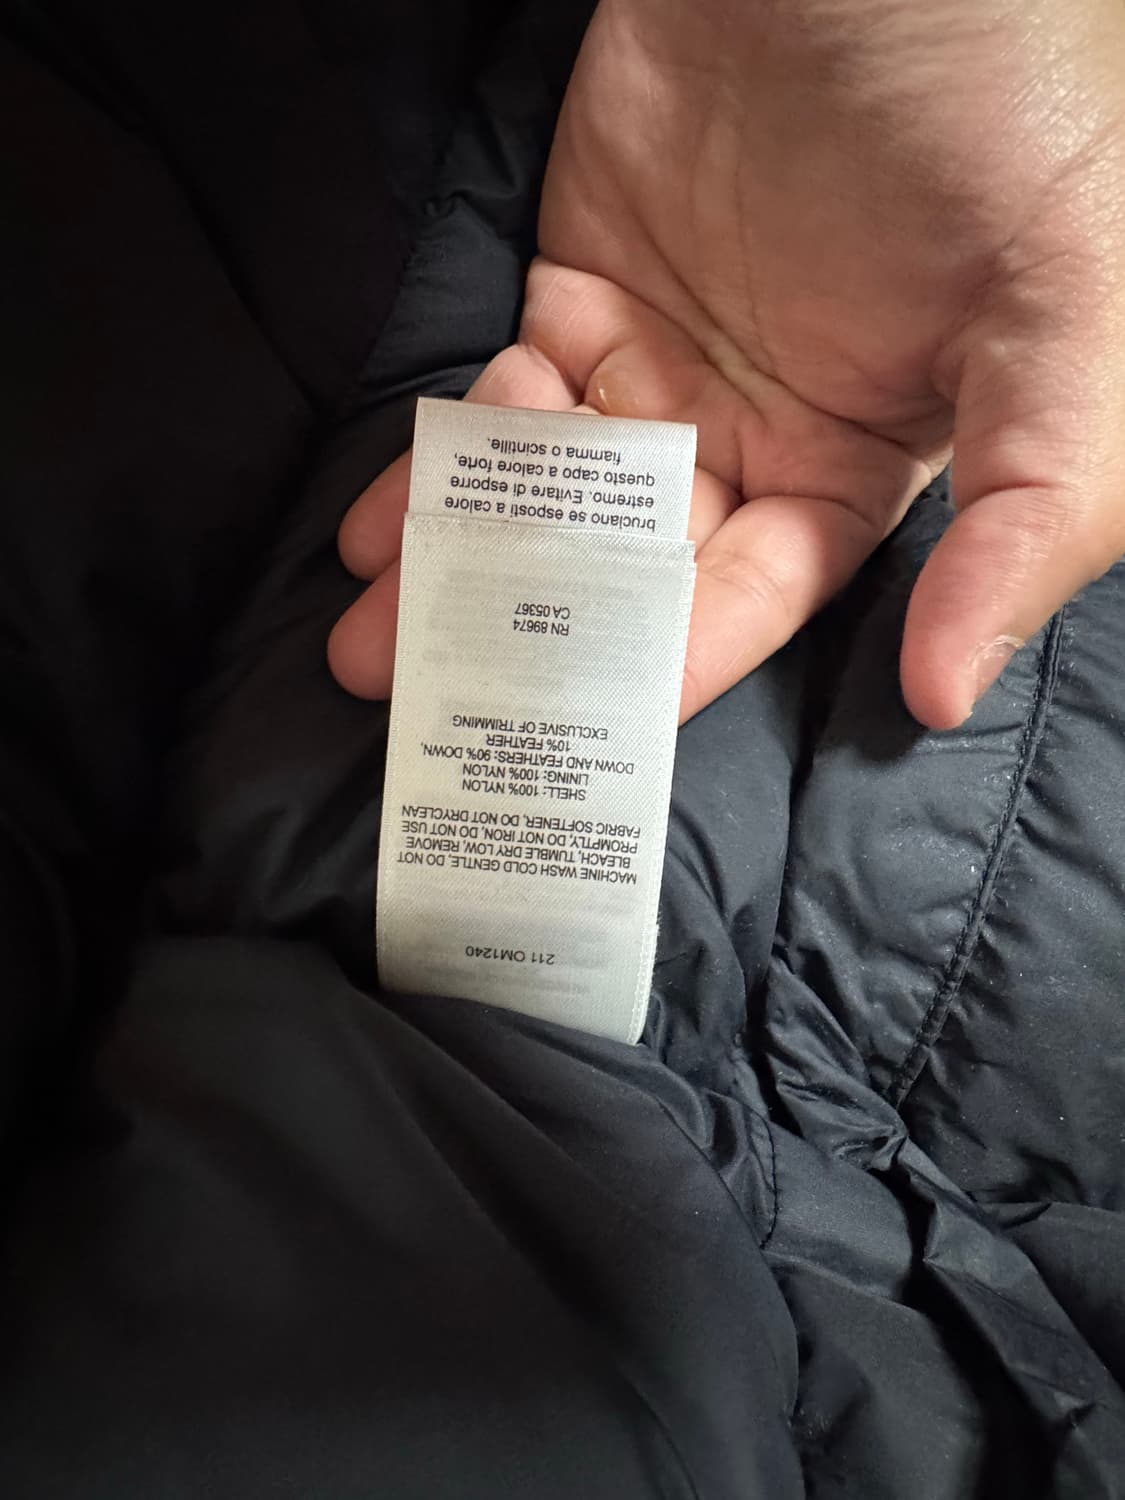 211 OM1240
MACHINE WASH COLD GENTLE, DO NOT
BLEACH, TUMBLE DRY LOW, REMOVE
PROMPTLY, DO NOT IRON, DO NOT USE
FABRIC SOFTENER, DO NOT DRYCLEAN
SHELL: 100% NYLON
LINING: 100% NYLON
DOWN AND FEATHERS: 90% DOWN,
10% FEATHER
EXCLUSIVE OF TRIMMING
RN 89674
CA 05367
bruciano se esposti a calore
estremo. Evitare di esporre
questo capo a calore forte,
fiamma o scintille.